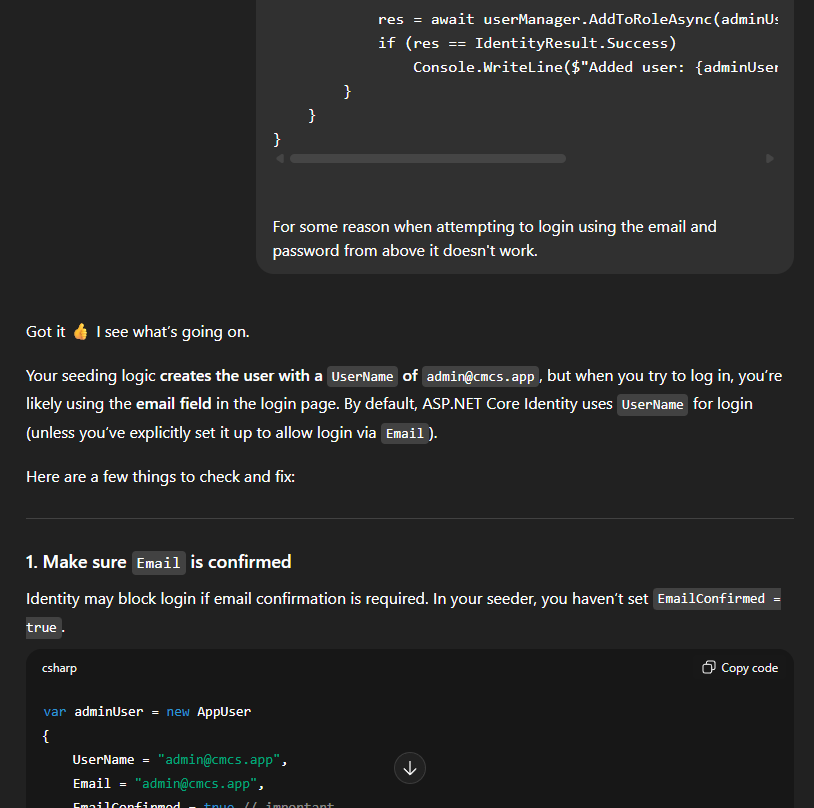 res = await userManager.AddToRoleAsync(adminUs
if (res == IdentityResult.Success)
Console.WriteLine($"Added user: {adminUser
}
}
}
For some reason when attempting to login using the email and
password from above it doesn't work.
Got it 👍 I see what's going on.
Your seeding logic creates the user with a UserName of admin@cmcs.app, but when you try to log in, you're
likely using the email field in the login page. By default, ASP.NET Core Identity uses UserName for login
(unless you've explicitly set it up to allow login via Email).
Here are a few things to check and fix:
1. Make sure Email is confirmed
Identity may block login if email confirmation is required. In your seeder, you haven't set EmailConfirmed =
true.
csharp Copy code
var adminUser = new AppUser
{
UserName = "admin@cmcs.app",
Email = "admin@cmcs.app",
EmailConfirmed = true // important